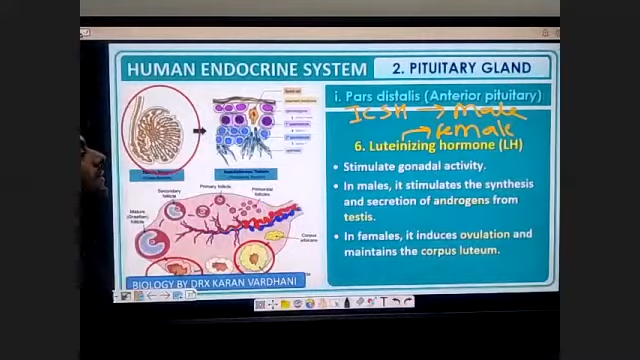 HUMAN ENDOCRINE SYSTEM
2. PITUITARY GLAND
i. Pars distalis (Anterior pituitary)
ICSH → Male
→ Female
6. Luteinizing hormone (LH)
• Stimulate gonadal activity.
• In males, it stimulates the synthesis
and secretion of androgens from
testis.
• In females, it induces ovulation and
maintains the corpus luteum.
Secondary
follicle
Primary follicle
Primordial
follicles
Mature
(Graafian)
follicle
Corpus
albicans
BIOLOGY BY DRX KARAN VARDHANI